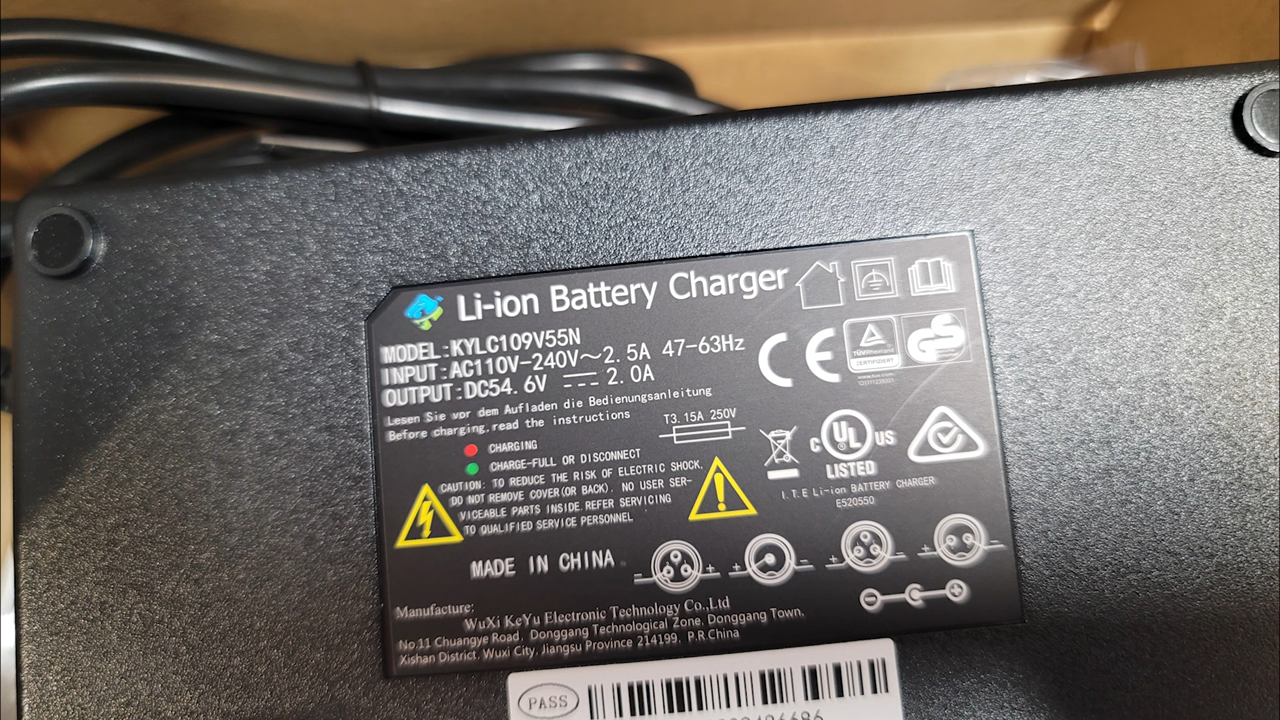 Li-ion Battery Charger
MODEL:KYLC109V55N
INPUT:AC110V-240V~2.5A 47-63Hz
OUTPUT:DC54.6V 2.0A
Lesen Sie vor dem Aufladen die Bedienungsanleitung
Before charging,read the instructions
T3.15A 250V
CHARGING
CHARGE-FULL OR DISCONNECT
CAUTION: TO REDUCE THE RISK OF ELECTRIC SHOCK,
DO NOT REMOVE COVER(OR BACK). NO USER SER-
VICEABLE PARTS INSIDE.REFER SERVICING
TO QUALIFIED SERVICE PERSONNEL
CE
TÜVRheinland
CERTIFIZIERT
c UL US
LISTED
I.T.E Li-ion BATTERY CHARGER
E520550
MADE IN CHINA
Manufacture:
WuXi KeYu Electronic Technology Co.,Ltd
No.11 Chuangye Road, Donggang Technological Zone, Donggang Town,
Xishan District, Wuxi City, Jiangsu Province 214199, P.R.China
PASS